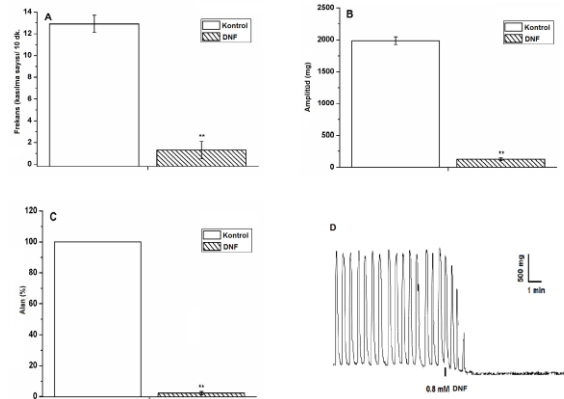 A
Frekans (kasılma sayısı/ 10 dk.
14
12
10
8
6
4
2
0
Kontrol
DNF
**
B
Amplitüd (mg)
2500
2000
1500
1000
500
0
Kontrol
DNF
**
C
Alan (%)
120
100
80
60
40
20
0
Kontrol
DNF
**
D
500 mg
1 min
0.8 mM DNF